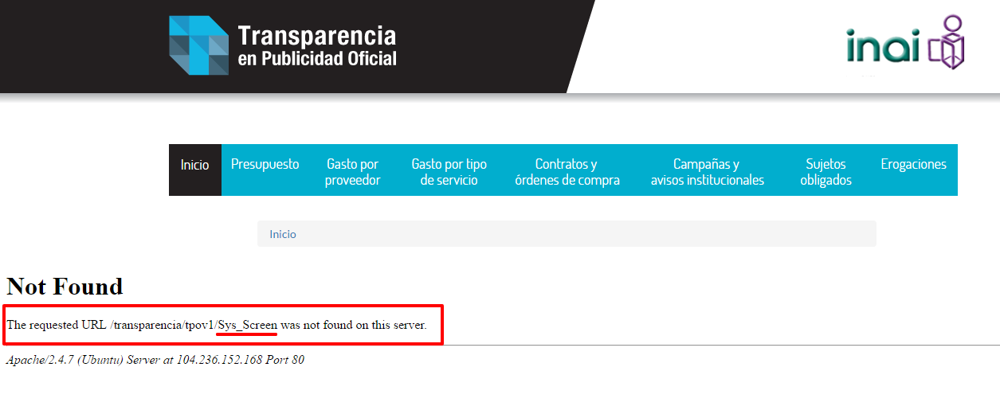 Transparencia
en Publicidad Oficial
inai
Inicio
Presupuesto
Gasto por
proveedor
Gasto por tipo
de servicio
Contratos y
órdenes de compra
Campañas y
avisos institucionales
Sujetos
obligados
Erogaciones
Inicio
Not Found
The requested URL /transparencia/tpov1/Sys_Screen was not found on this server.
Apache/2.4.7 (Ubuntu) Server at 104.236.152.168 Port 80